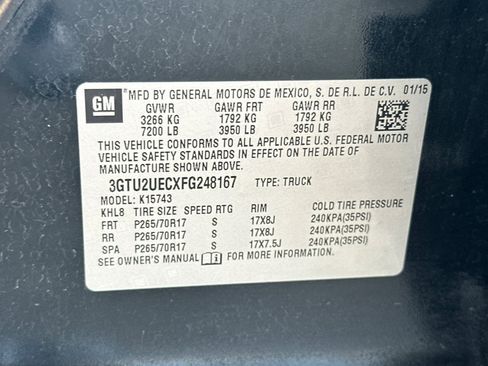 GM
MFD BY GENERAL MOTORS DE MEXICO, S. DE R.L. DE C.V. 01/15
GVWR GAWR FRT GAWR RR
3266 KG 1792 KG 1792 KG
7200 LB 3950 LB 3950 LB
THIS VEHICLE CONFORMS TO ALL APPLICABLE U.S. FEDERAL MOTOR
VEHICLE SAFETY STANDARDS IN EFFECT ON THE DATE OF
MANUFACTURE SHOWN ABOVE.
3GTU2UECXFG248167 TYPE: TRUCK
MODEL: K15743
KHL8 TIRE SIZE SPEED RTG RIM COLD TIRE PRESSURE
FRT P265/70R17 S 17X8J 240KPA(35PSI)
RR P265/70R17 S 17X8J 240KPA(35PSI)
SPA P265/70R17 S 17X7.5J 240KPA(35PSI)
SEE OWNER'S MANUAL FOR MORE INFORMATION.